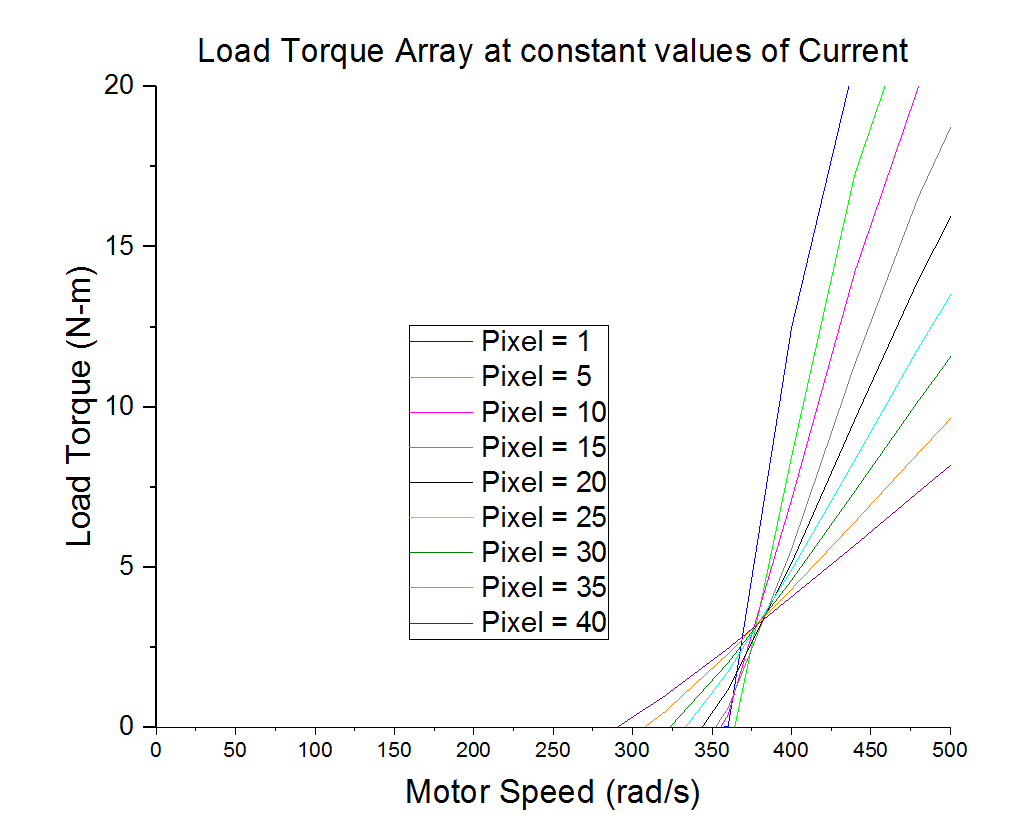 Load Torque Array at constant values of Current
20
15
10
5
0
Load Torque (N-m)
Pixel = 1
Pixel = 5
Pixel = 10
Pixel = 15
Pixel = 20
Pixel = 25
Pixel = 30
Pixel = 35
Pixel = 40
0 50 100 150 200 250 300 350 400 450 500
Motor Speed (rad/s)